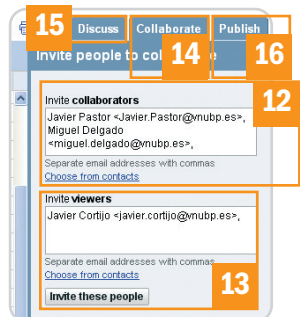 15 Discuss Collaborate Publish
Invite people to co
14 16
12
Invite collaborators
Javier Pastor <Javier.Pastor@vnubp.es>,
Miguel Delgado
<miguel.delgado@vnubp.es>,
Separate email addresses with commas
Choose from contacts
Invite viewers
Javier Cortijo <javier.cortijo@vnubp.es>,
Separate email addresses with commas
Choose from contacts
13
Invite these people